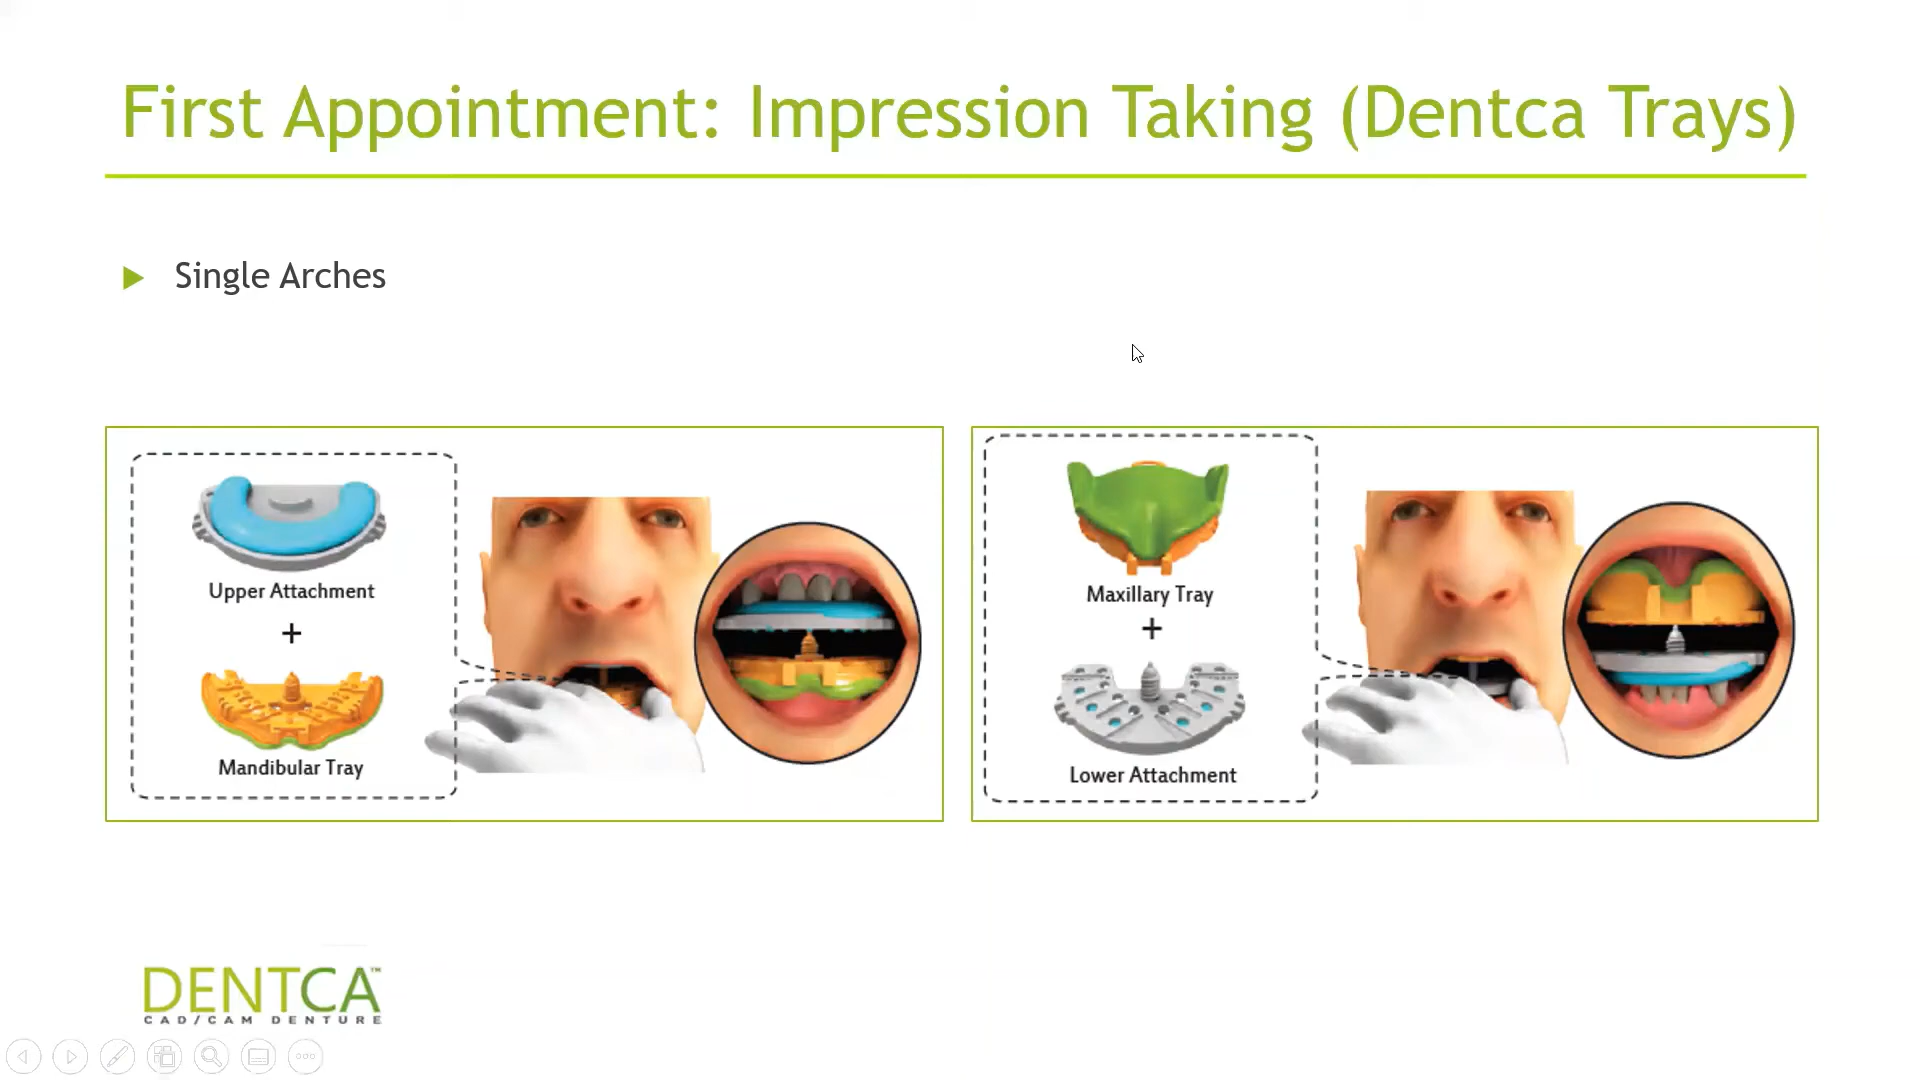 First Appointment: Impression Taking (Dentca Trays)
Single Arches
Upper Attachment
+
Mandibular Tray
Maxillary Tray
+
Lower Attachment
DENTCA™
CAD/CAM DENTURE